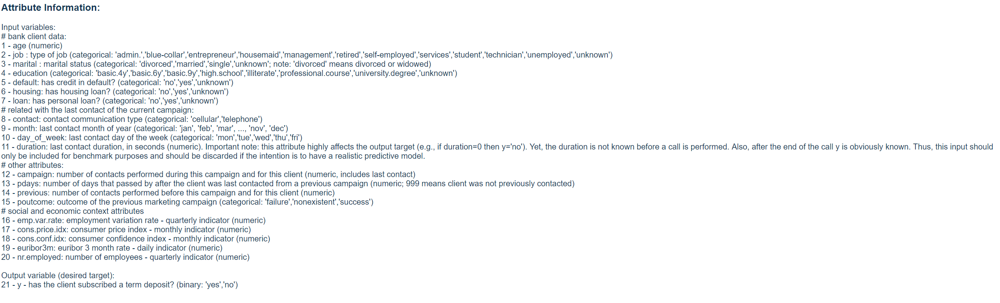 Attribute Information:
Input variables:
# bank client data:
1 - age (numeric)
2 - job : type of job (categorical: 'admin.','blue-collar','entrepreneur','housemaid','management','retired','self-employed','services','student','technician','unemployed','unknown')
3 - marital : marital status (categorical: 'divorced','married','single','unknown'; note: 'divorced' means divorced or widowed)
4 - education (categorical: 'basic.4y','basic.6y','basic.9y','high.school','illiterate','professional.course','university.degree','unknown')
5 - default: has credit in default? (categorical: 'no','yes','unknown')
6 - housing: has housing loan? (categorical: 'no','yes','unknown')
7 - loan: has personal loan? (categorical: 'no','yes','unknown')
# related with the last contact of the current campaign:
8 - contact: contact communication type (categorical: 'cellular','telephone')
9 - month: last contact month of year (categorical: 'jan', 'feb', 'mar', ..., 'nov', 'dec')
10 - day_of_week: last contact day of the week (categorical: 'mon','tue','wed','thu','fri')
11 - duration: last contact duration, in seconds (numeric). Important note: this attribute highly affects the output target (e.g., if duration=0 then y='no'). Yet, the duration is not known before a call is performed. Also, after the end of the call y is obviously known. Thus, this input should
only be included for benchmark purposes and should be discarded if the intention is to have a realistic predictive model.
# other attributes:
12 - campaign: number of contacts performed during this campaign and for this client (numeric, includes last contact)
13 - pdays: number of days that passed by after the client was last contacted from a previous campaign (numeric; 999 means client was not previously contacted)
14 - previous: number of contacts performed before this campaign and for this client (numeric)
15 - poutcome: outcome of the previous marketing campaign (categorical: 'failure','nonexistent','success')
# social and economic context attributes
16 - emp.var.rate: employment variation rate - quarterly indicator (numeric)
17 - cons.price.idx: consumer price index - monthly indicator (numeric)
18 - cons.conf.idx: consumer confidence index - monthly indicator (numeric)
19 - euribor3m: euribor 3 month rate - daily indicator (numeric)
20 - nr.employed: number of employees - quarterly indicator (numeric)
Output variable (desired target):
21 - y - has the client subscribed a term deposit? (binary: 'yes','no')